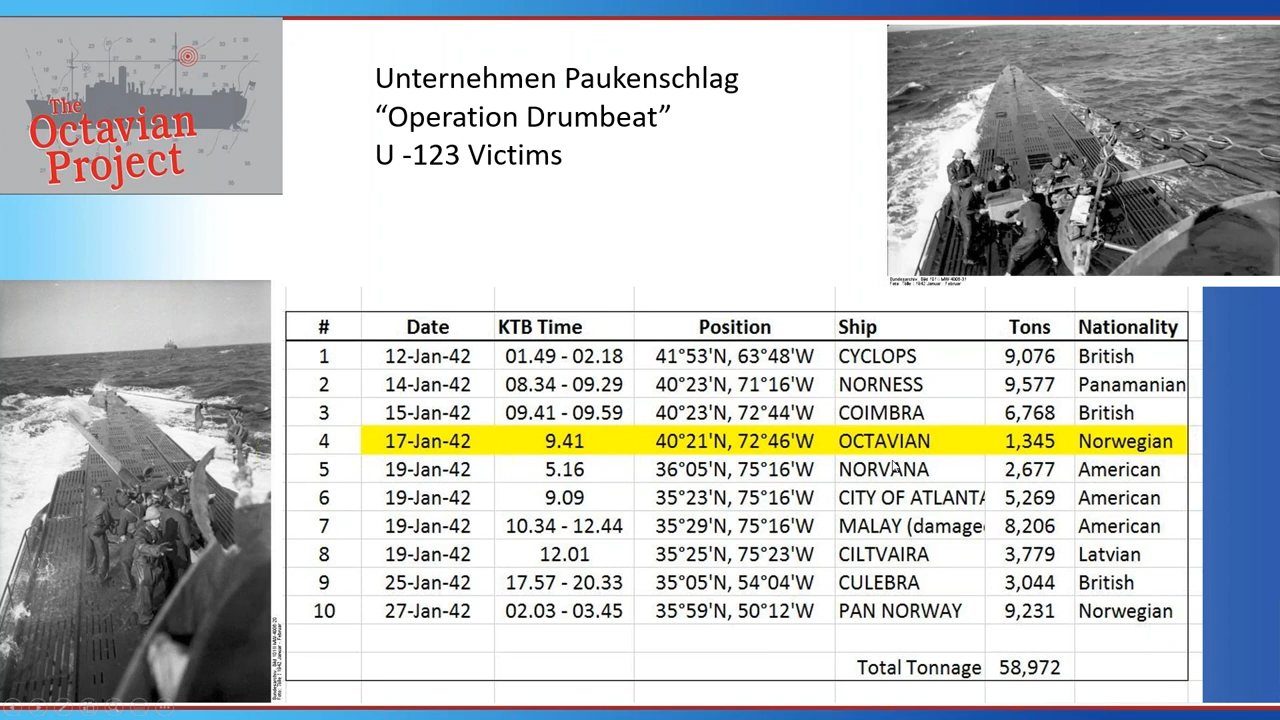 The
Octavian
Project
Unternehmen Paukenschlag
“Operation Drumbeat”
U -123 Victims
# Date KTB Time Position Ship Tons Nationality
1 12-Jan-42 01.49 - 02.18 41°53'N, 63°48'W CYCLOPS 9,076 British
2 14-Jan-42 08.34 - 09.29 40°23'N, 71°16'W NORNESS 9,577 Panamanian
3 15-Jan-42 09.41 - 09.59 40°23'N, 72°44'W COIMBRA 6,768 British
4 17-Jan-42 9.41 40°21'N, 72°46'W OCTAVIAN 1,345 Norwegian
5 19-Jan-42 5.16 36°05'N, 75°16'W NORVANA 2,677 American
6 19-Jan-42 9.09 35°23'N, 75°16'W CITY OF ATLANTA 5,269 American
7 19-Jan-42 10.34 - 12.44 35°29'N, 75°16'W MALAY (damage 8,206 American
8 19-Jan-42 12.01 35°25'N, 75°23'W CILTVAIRA 3,779 Latvian
9 25-Jan-42 17.57 - 20.33 35°05'N, 54°04'W CULEBRA 3,044 British
10 27-Jan-42 02.03 - 03.45 35°59'N, 50°12'W PAN NORWAY 9,231 Norwegian
Total Tonnage 58,972